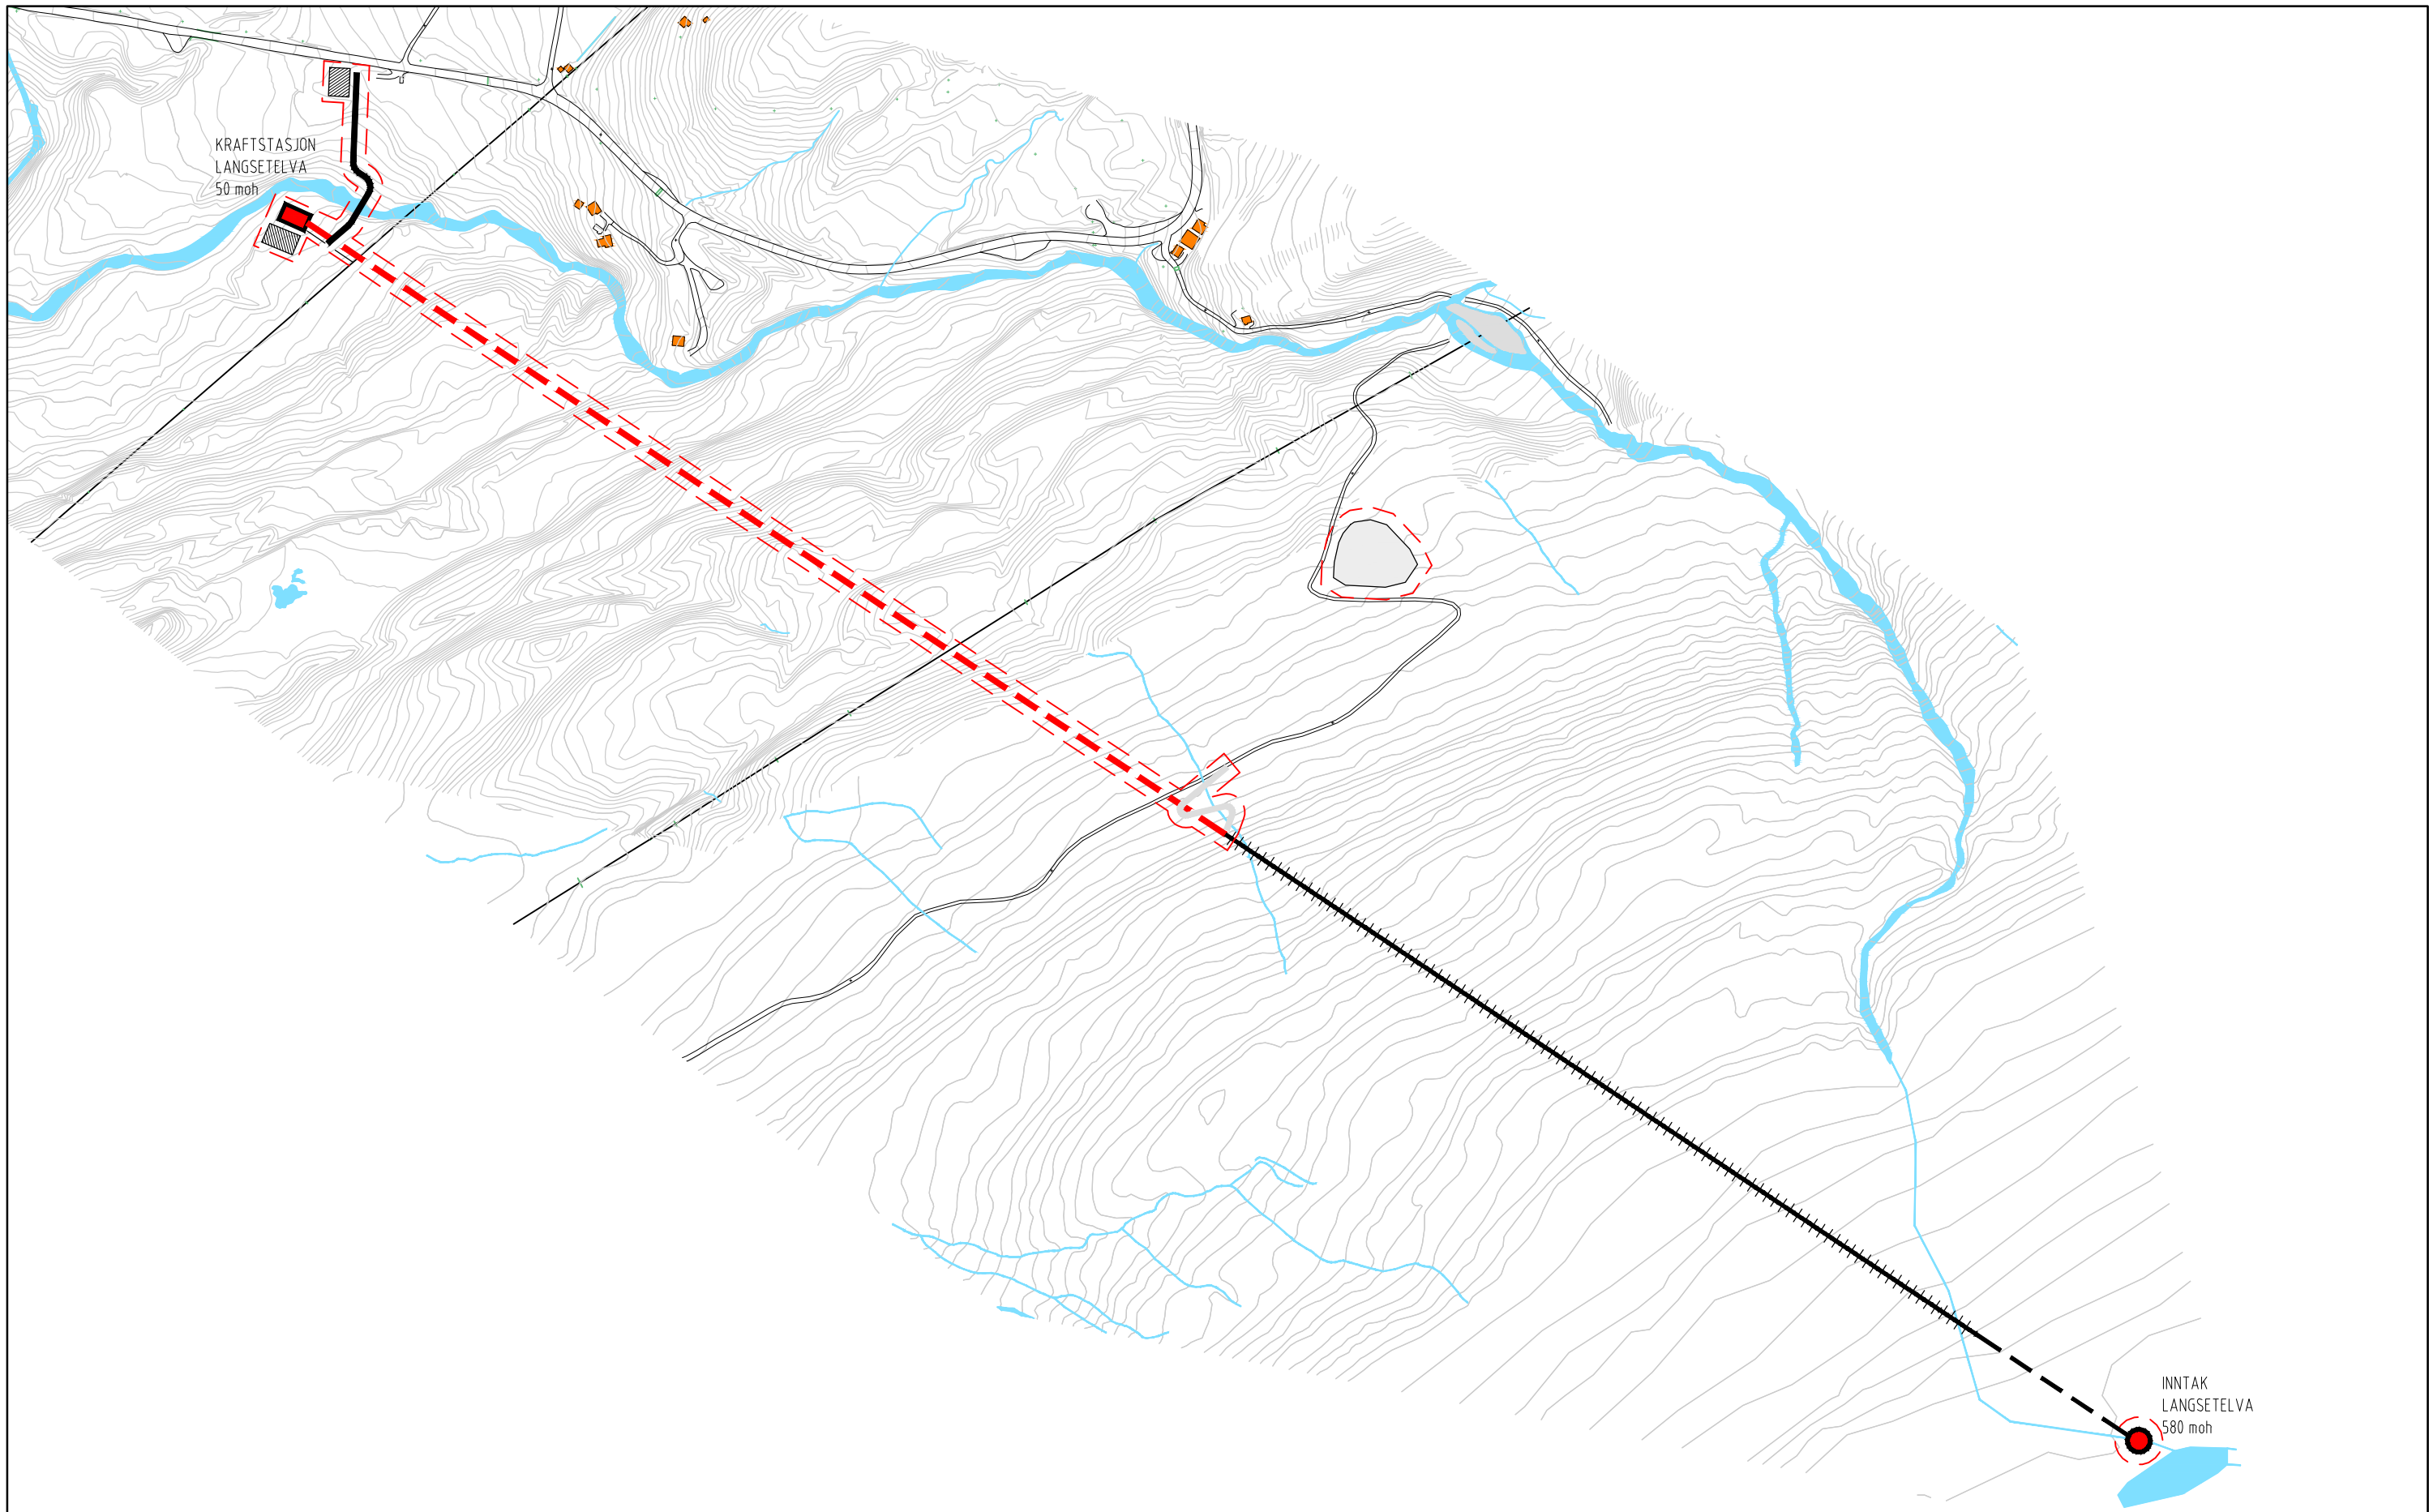 KRAFTSTASJON
LANGSETELVA
50 moh
INNTAK
LANGSETELVA
580 moh